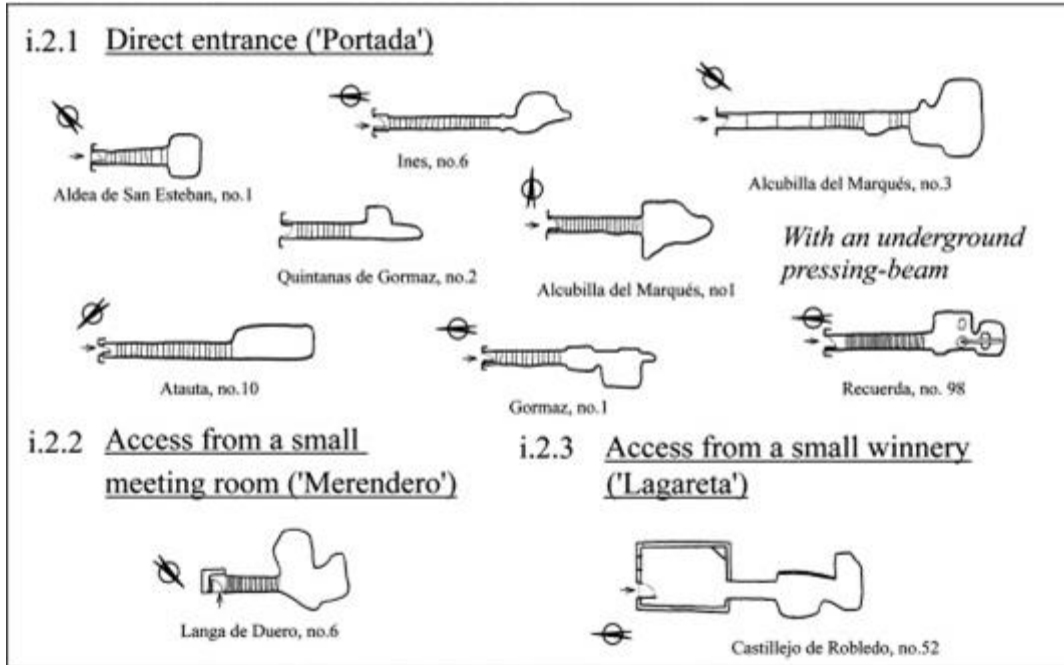 i.2.1 Direct entrance ('Portada')
Aldea de San Esteban, no.1
Ines, no.6
Alcubilla del Marqués, no.3
Quintanas de Gormaz, no.2
Alcubilla del Marqués, no1
With an underground
pressing-beam
Atauta, no.10
Gormaz, no.1
Recuerda, no. 98
i.2.2 Access from a small
meeting room ('Merendero')
Langa de Duero, no.6
i.2.3 Access from a small winnery
('Lagareta')
Castillejo de Robledo, no.52